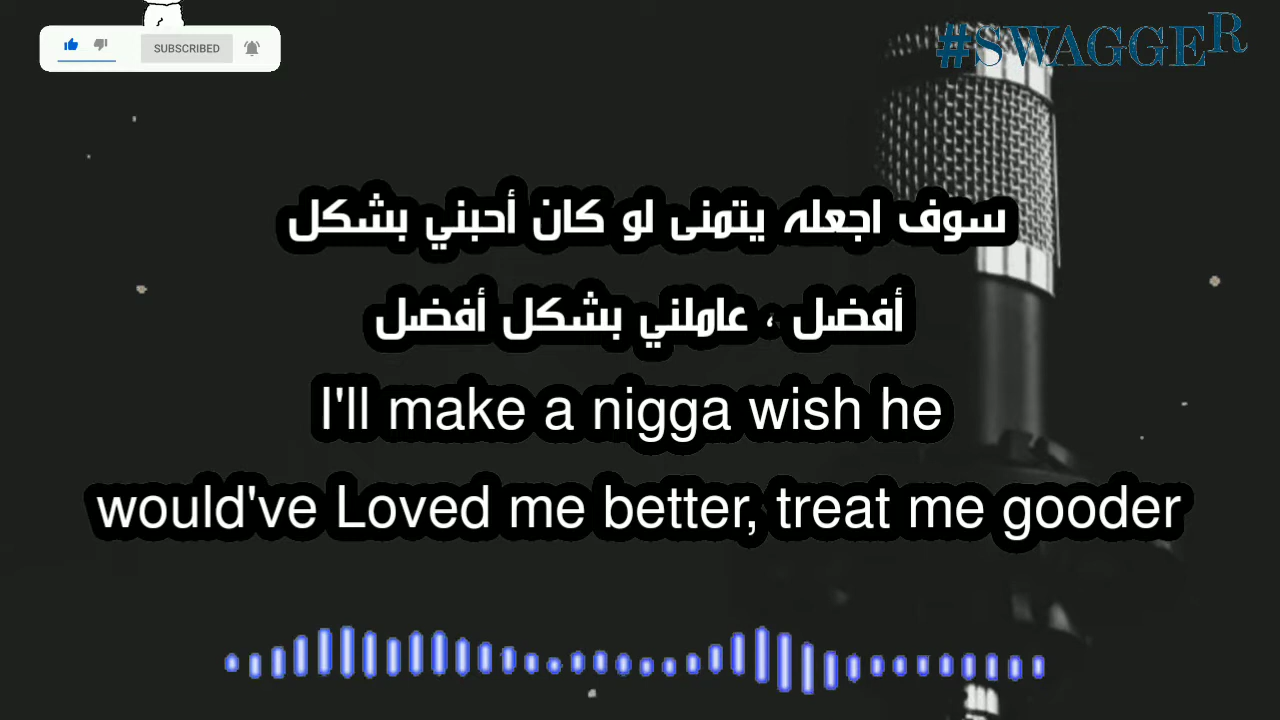 SUBSCRIBED
#SWAGGER
سوف اجعله يتمنى لو كان أحبني بشكل
أفضل ، عاملني بشكل أفضل
I'll make a nigga wish he
would've Loved me better, treat me gooder